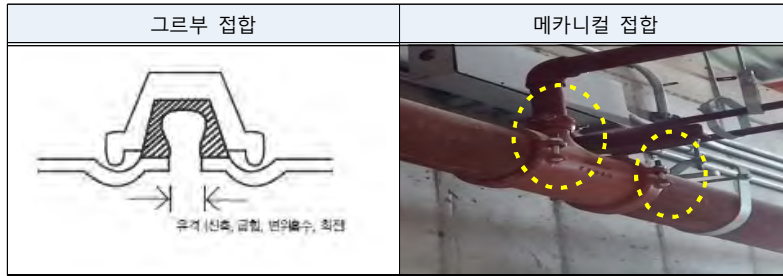 그르부 접합
메카니컬 접합
유격 (신축, 굽힘, 변위흡수, 회전)